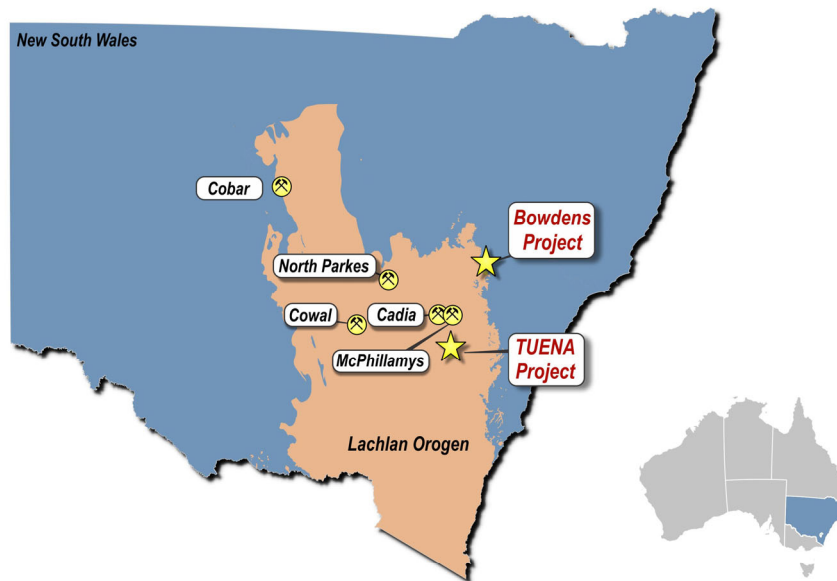 New South Wales
Cobar
Bowdens
Project
North Parkes
Cowal
Cadia
McPhillamys
TUENA
Project
Lachlan Orogen